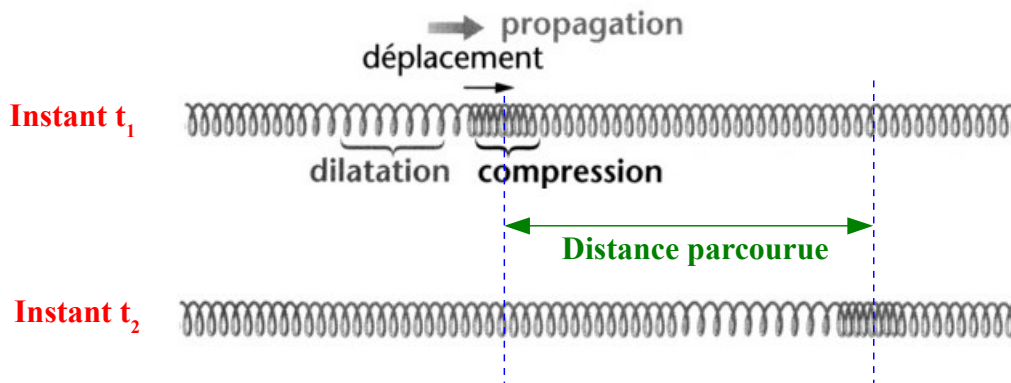 propagation
déplacement
Instant t₁
dilatation compression
Distance parcourue
Instant t₂